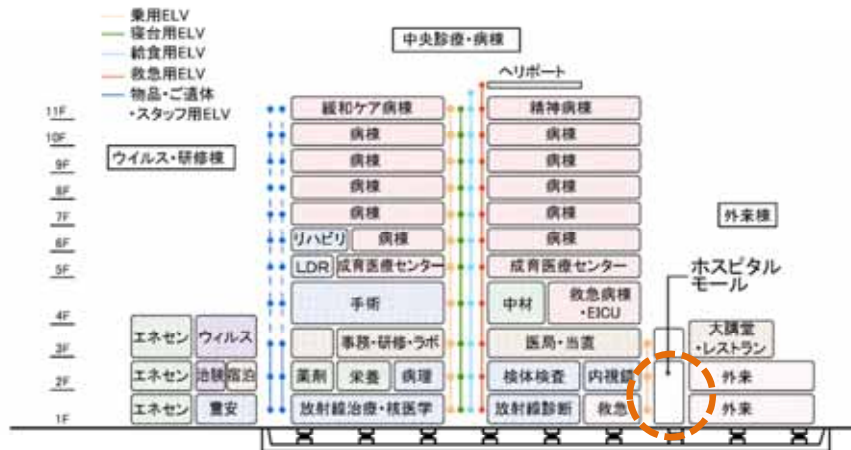 乗用ELV
寝台用ELV
給食用ELV
救急用ELV
物品・ご遺体
・スタッフ用ELV
中央診療・病棟
ヘリポート
ウイルス・研修棟
外来棟
ホスピタル
モール
11F 緩和ケア病棟 精神病棟
10F 病棟 病棟
9F 病棟 病棟
8F 病棟 病棟
7F 病棟 病棟
6F リハビリ 病棟 病棟
5F LDR 成育医療センター 成育医療センター
4F 手術 中材 救急病棟
・EICU
3F エネセン ウィルス 事務・研修・ラボ 医局・当直 大講堂
・レストラン
2F エネセン 治験 宿泊 薬剤 栄養 病理 検体検査 内視鏡 外来
1F エネセン 霊安 放射線治療・核医学 放射線診断 救急 外来